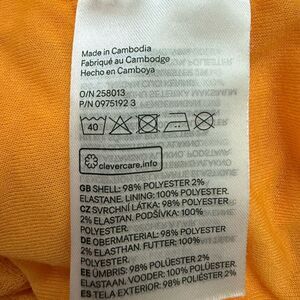 Made in Cambodia
Fabriqué au Cambodge
Hecho en Camboya
O/N 258013
P/N 0975192 3
40
clevercare.info
GB SHELL: 98% POLYESTER 2%
ELASTANE. LINING: 100% POLYESTER.
CZ SVRCHNÍ LÁTKA: 98% POLYESTER
2% ELASTAN. PODŠÍVKA: 100%
POLYESTER.
DE OBERMATERIAL: 98% POLYESTER
2% ELASTHAN. FUTTER: 100%
POLYESTER.
EE ÜMBRIS: 98% POLÜESTER 2%
ELASTAAN. VOODER: 100% POLÜESTER.
ES TELA EXTERIOR: 98% POLIÉSTER 2%